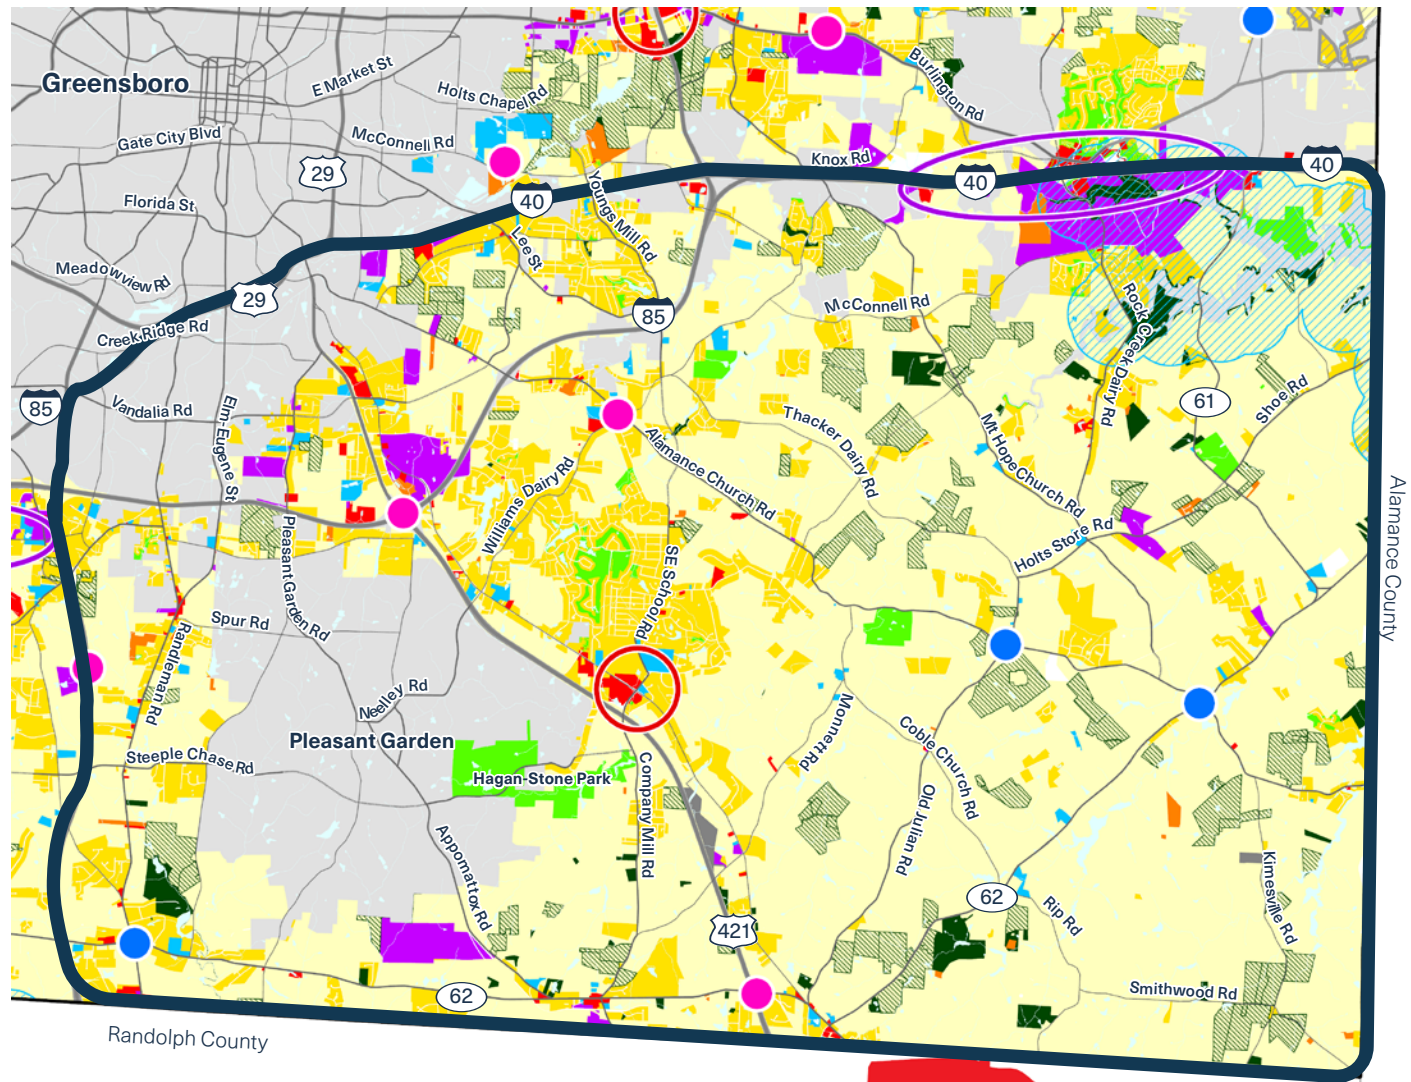 Greensboro
E Market St
Holts Chapel Rd
Burlington Rd
Gate City Blvd
McConnell Rd
Knox Rd
29
40
40
40
Florida St
Youngs Mill Rd
Lee St
Meadowview Rd
29
85
McConnell Rd
Rock Creek Dairy Rd
Creek Ridge Rd
85
Vandalia Rd
Elm-Eugene St
61
Shoe Rd
Thacker Dairy Rd
Mt Hope Church Rd
Alamance Church Rd
Williams Dairy Rd
Alamance County
Pleasant Garden Rd
SE School Rd
Holts Store Rd
Spur Rd
Randleman Rd
Neelley Rd
Monnett Rd
Coble Church Rd
Pleasant Garden
Steeple Chase Rd
Hagan-Stone Park
Company Mill Rd
Old Julian Rd
Appomattox Rd
Kimesville Rd
62
Rip Rd
421
62
Smithwood Rd
Randolph County